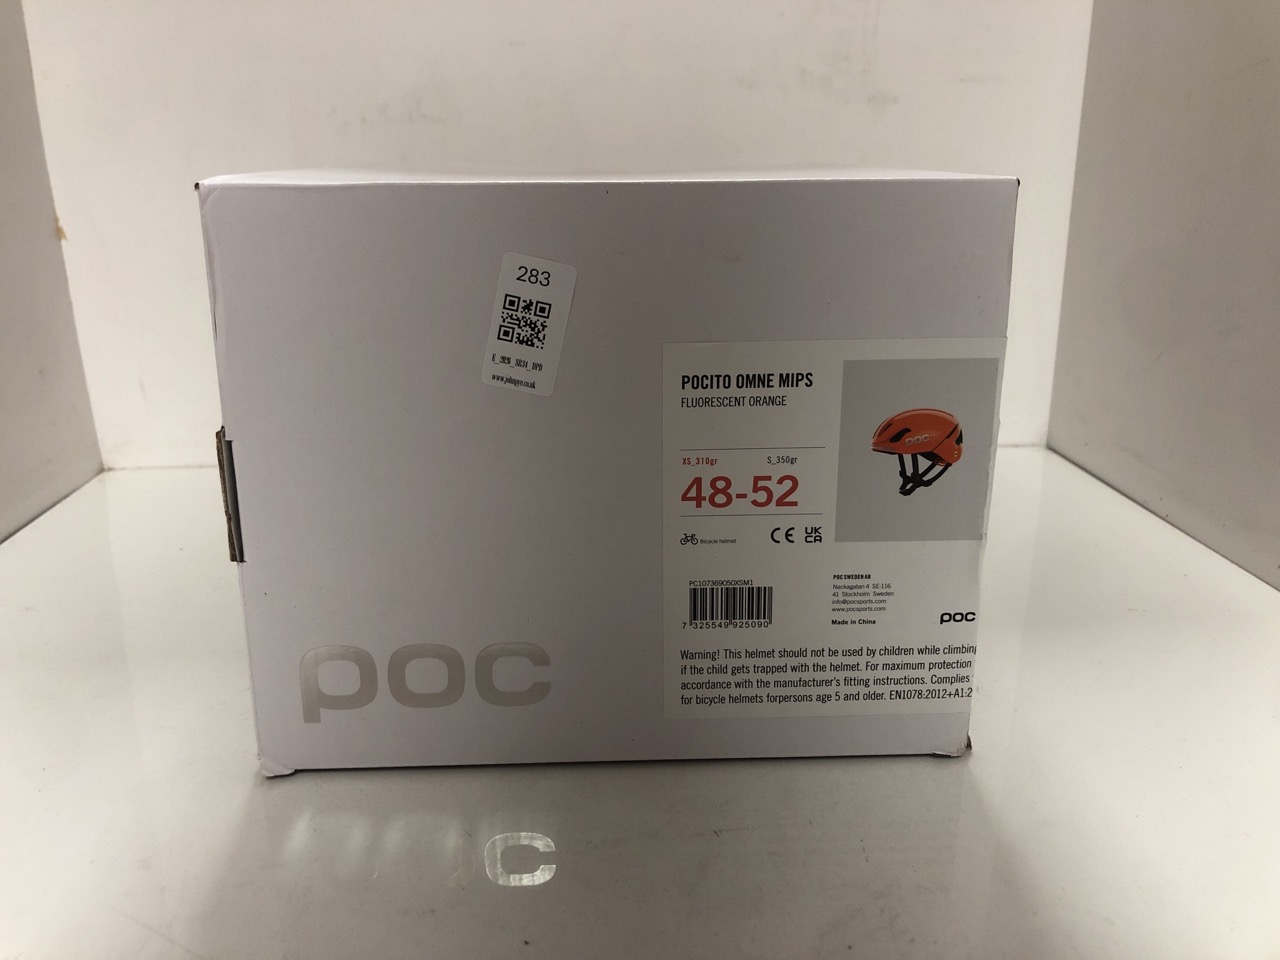 283
www.johnpye.co.uk
POCITO OMNE MIPS
FLUORESCENT ORANGE
poc
XS_310gr S_350gr
48-52
Bicycle helmet CE UK CA
PC107369050XSM1
7 325549 925090
POC SWEDEN AB
Nackagatan 4 SE-116
41 Stockholm Sweden
info@pocsports.com
www.pocsports.com
Made in China
poc
Warning! This helmet should not be used by children while climbing
if the child gets trapped with the helmet. For maximum protection
accordance with the manufacturer's fitting instructions. Complies
for bicycle helmets forpersons age 5 and older. EN1078:2012+A1:2
poc